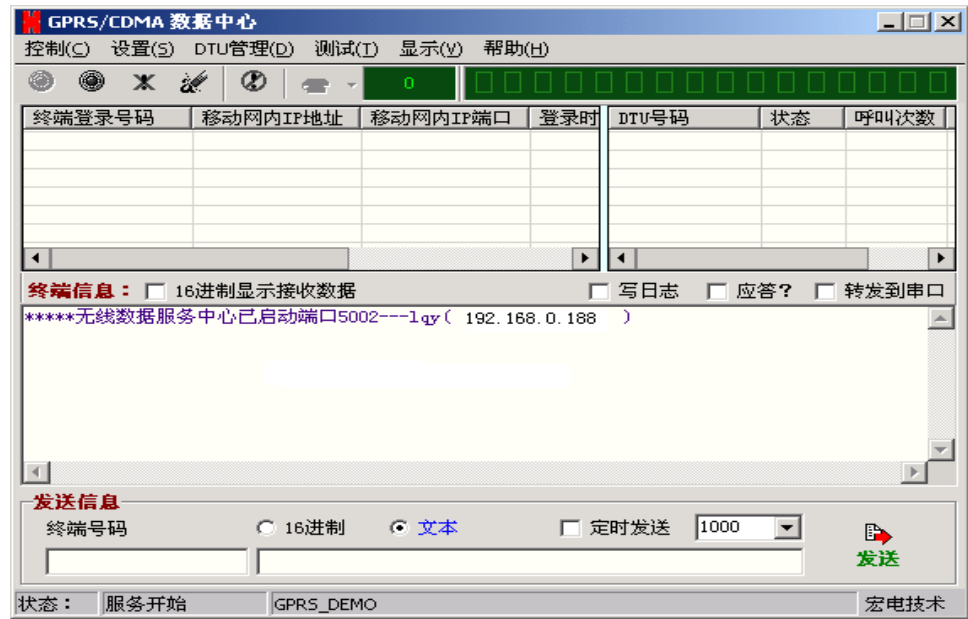 GPRS/CDMA 数据中心
控制(C) 设置(S) DTU管理(D) 测试(T) 显示(V) 帮助(H)
0
终端登录号码 移动网内IP地址 移动网内IP端口 登录时 DTU号码 状态 呼叫次数
终端信息： 16进制显示接收数据 写日志 应答? 转发到串口
*****无线数据服务中心已启动端口5002---lqy( 192.168.0.188 )
发送信息
终端号码 16进制 文本 定时发送 1000
发送
状态： 服务开始 GPRS_DEMO 宏电技术